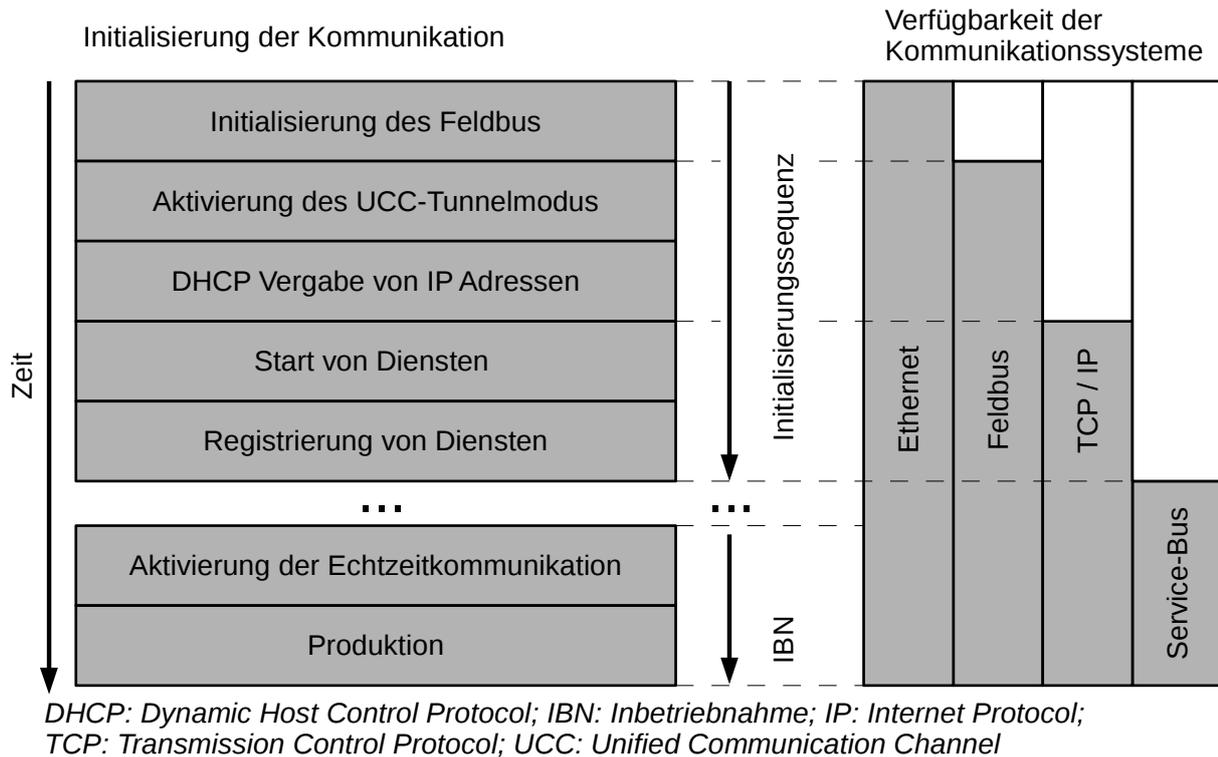 Initialisierung der Kommunikation
Verfügbarkeit der
Kommunikationssysteme
Zeit
Initialisierung des Feldbus
Aktivierung des UCC-Tunnelmodus
DHCP Vergabe von IP Adressen
Start von Diensten
Registrierung von Diensten
...
Aktivierung der Echtzeitkommunikation
Produktion
Initialisierungssequenz
...
IBN
Ethernet
Feldbus
TCP / IP
Service-Bus
DHCP: Dynamic Host Control Protocol; IBN: Inbetriebnahme; IP: Internet Protocol;
TCP: Transmission Control Protocol; UCC: Unified Communication Channel